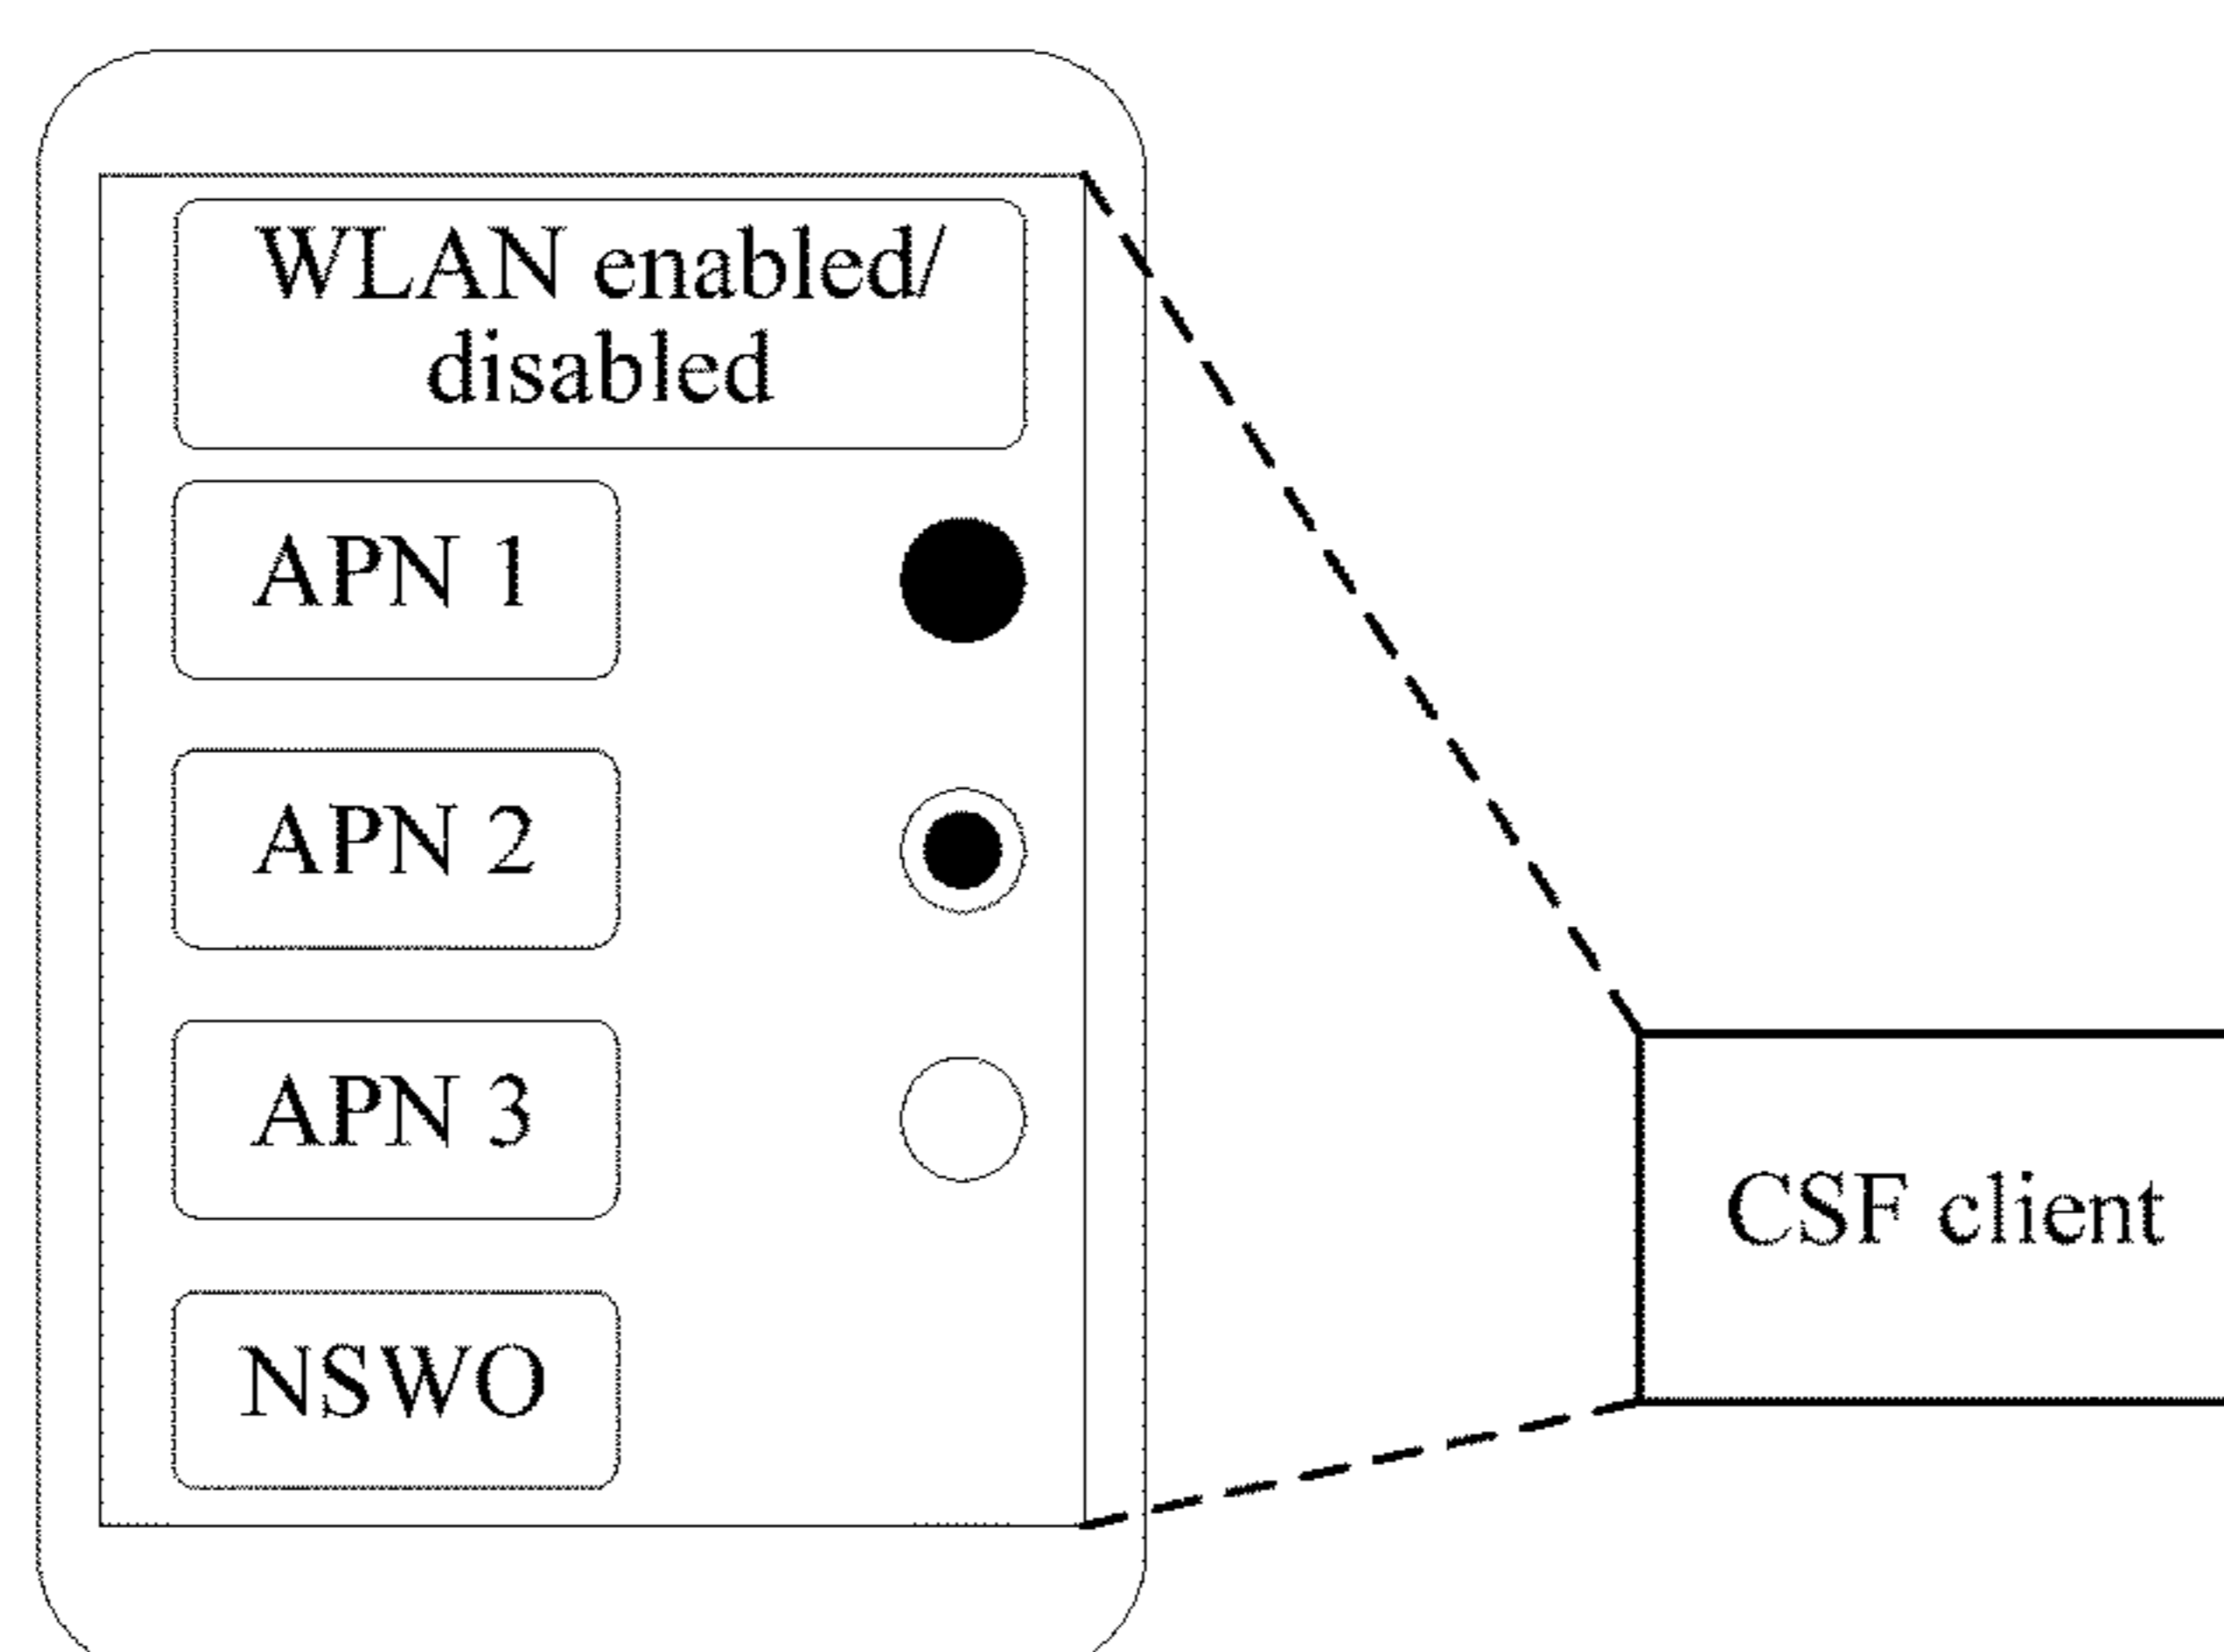 WLAN enabled/
disabled
APN 1
APN 2
APN 3
NSWO
CSF client